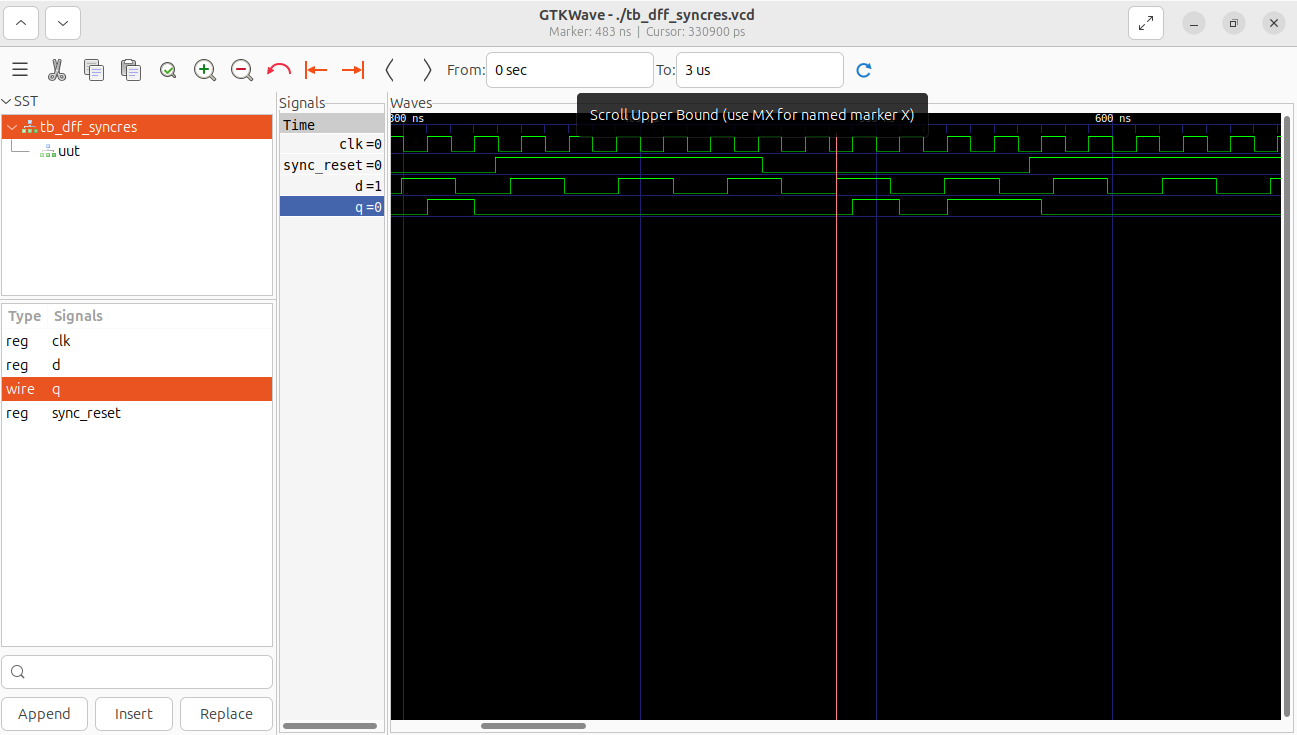 GTKWave - ./tb_dff_syncres.vcd
Marker: 483 ns | Cursor: 330900 ps
From: 0 sec To: 3 us
SST
tb_dff_syncres
uut
Type Signals
reg clk
reg d
wire q
reg sync_reset
Append Insert Replace
Signals
Time
clk=0
sync_reset=0
d=1
q=0
Waves
Scroll Upper Bound (use MX for named marker X)
300 ns 600 ns